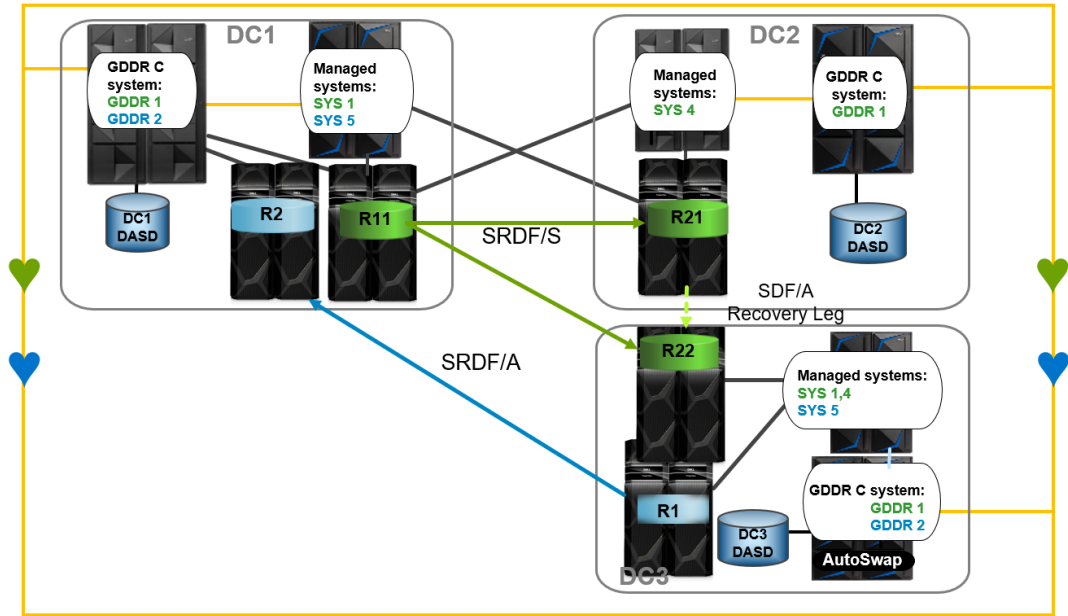 DC1
GDDR C
system:
GDDR 1
GDDR 2
Managed
systems:
SYS 1
SYS 5
DC1
DASD
R2
R11
SRDF/S
DC2
Managed
systems:
SYS 4
GDDR C
system:
GDDR 1
R21
DC2
DASD
SDF/A
Recovery Leg
SRDF/A
R22
Managed systems:
SYS 1,4
SYS 5
R1
DC3
DASD
GDDR C system:
GDDR 1
GDDR 2
AutoSwap
DC3